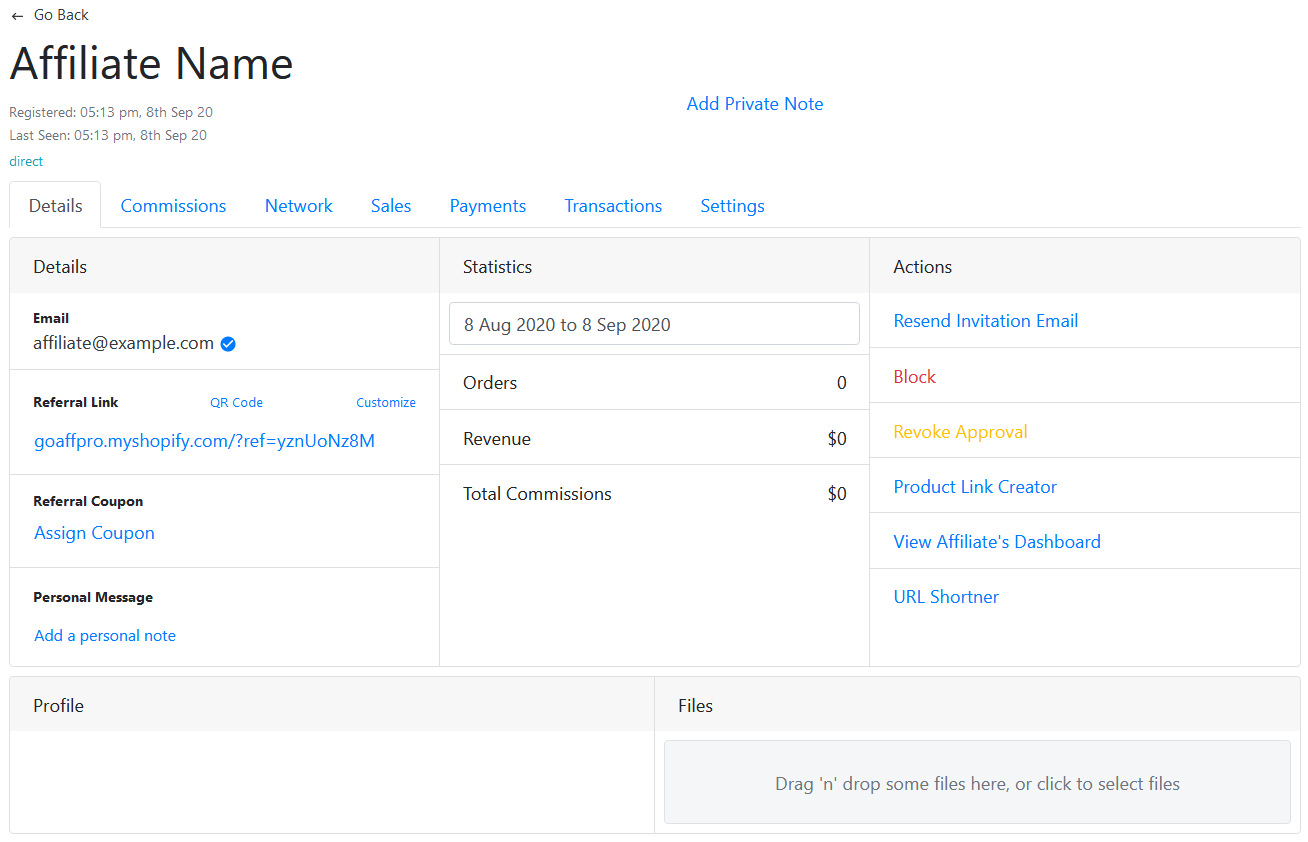 ← Go Back
Affiliate Name
Registered: 05:13 pm, 8th Sep 20
Add Private Note
Last Seen: 05:13 pm, 8th Sep 20
direct
Details Commissions Network Sales Payments Transactions Settings
Details
Email
affiliate@example.com
Referral Link QR Code Customize
goaffpro.myshopify.com/?ref=yznUoNz8M
Referral Coupon
Assign Coupon
Personal Message
Add a personal note
Statistics
8 Aug 2020 to 8 Sep 2020
Orders 0
Revenue $0
Total Commissions $0
Actions
Resend Invitation Email
Block
Revoke Approval
Product Link Creator
View Affiliate's Dashboard
URL Shortner
Profile
Files
Drag 'n' drop some files here, or click to select files